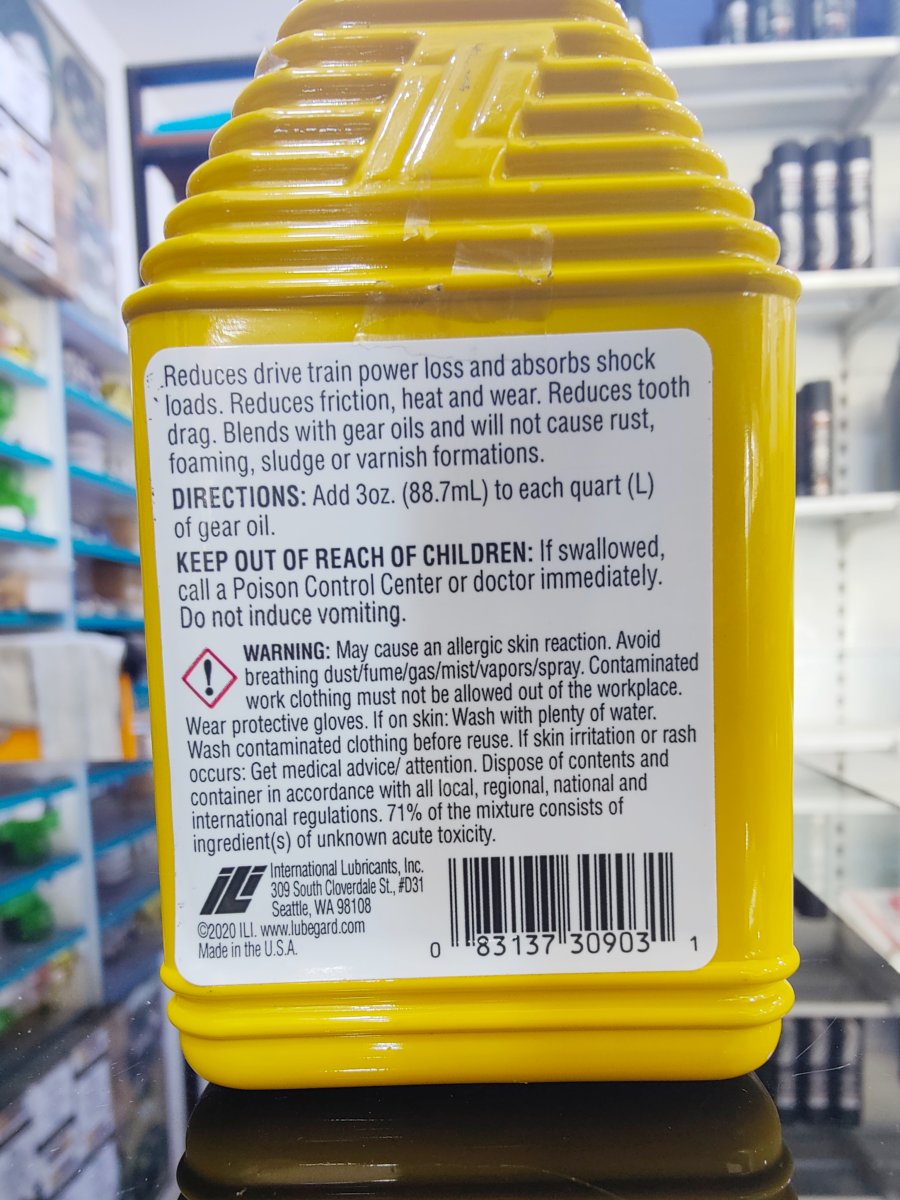 Reduces drive train power loss and absorbs shock
loads. Reduces friction, heat and wear. Reduces tooth
drag. Blends with gear oils and will not cause rust,
foaming, sludge or varnish formations.
DIRECTIONS: Add 3oz. (88.7mL) to each quart (L)
of gear oil.
KEEP OUT OF REACH OF CHILDREN: If swallowed,
call a Poison Control Center or doctor immediately.
Do not induce vomiting.
WARNING: May cause an allergic skin reaction. Avoid
breathing dust/fume/gas/mist/vapors/spray. Contaminated
work clothing must not be allowed out of the workplace.
Wear protective gloves. If on skin: Wash with plenty of water.
Wash contaminated clothing before reuse. If skin irritation or rash
occurs: Get medical advice/ attention. Dispose of contents and
container in accordance with all local, regional, national and
international regulations. 71% of the mixture consists of
ingredient(s) of unknown acute toxicity.
ILI
International Lubricants, Inc.
309 South Cloverdale St., #D31
Seattle, WA 98108
©2020 ILI. www.lubegard.com
Made in the U.S.A.
0 83137 30903 1